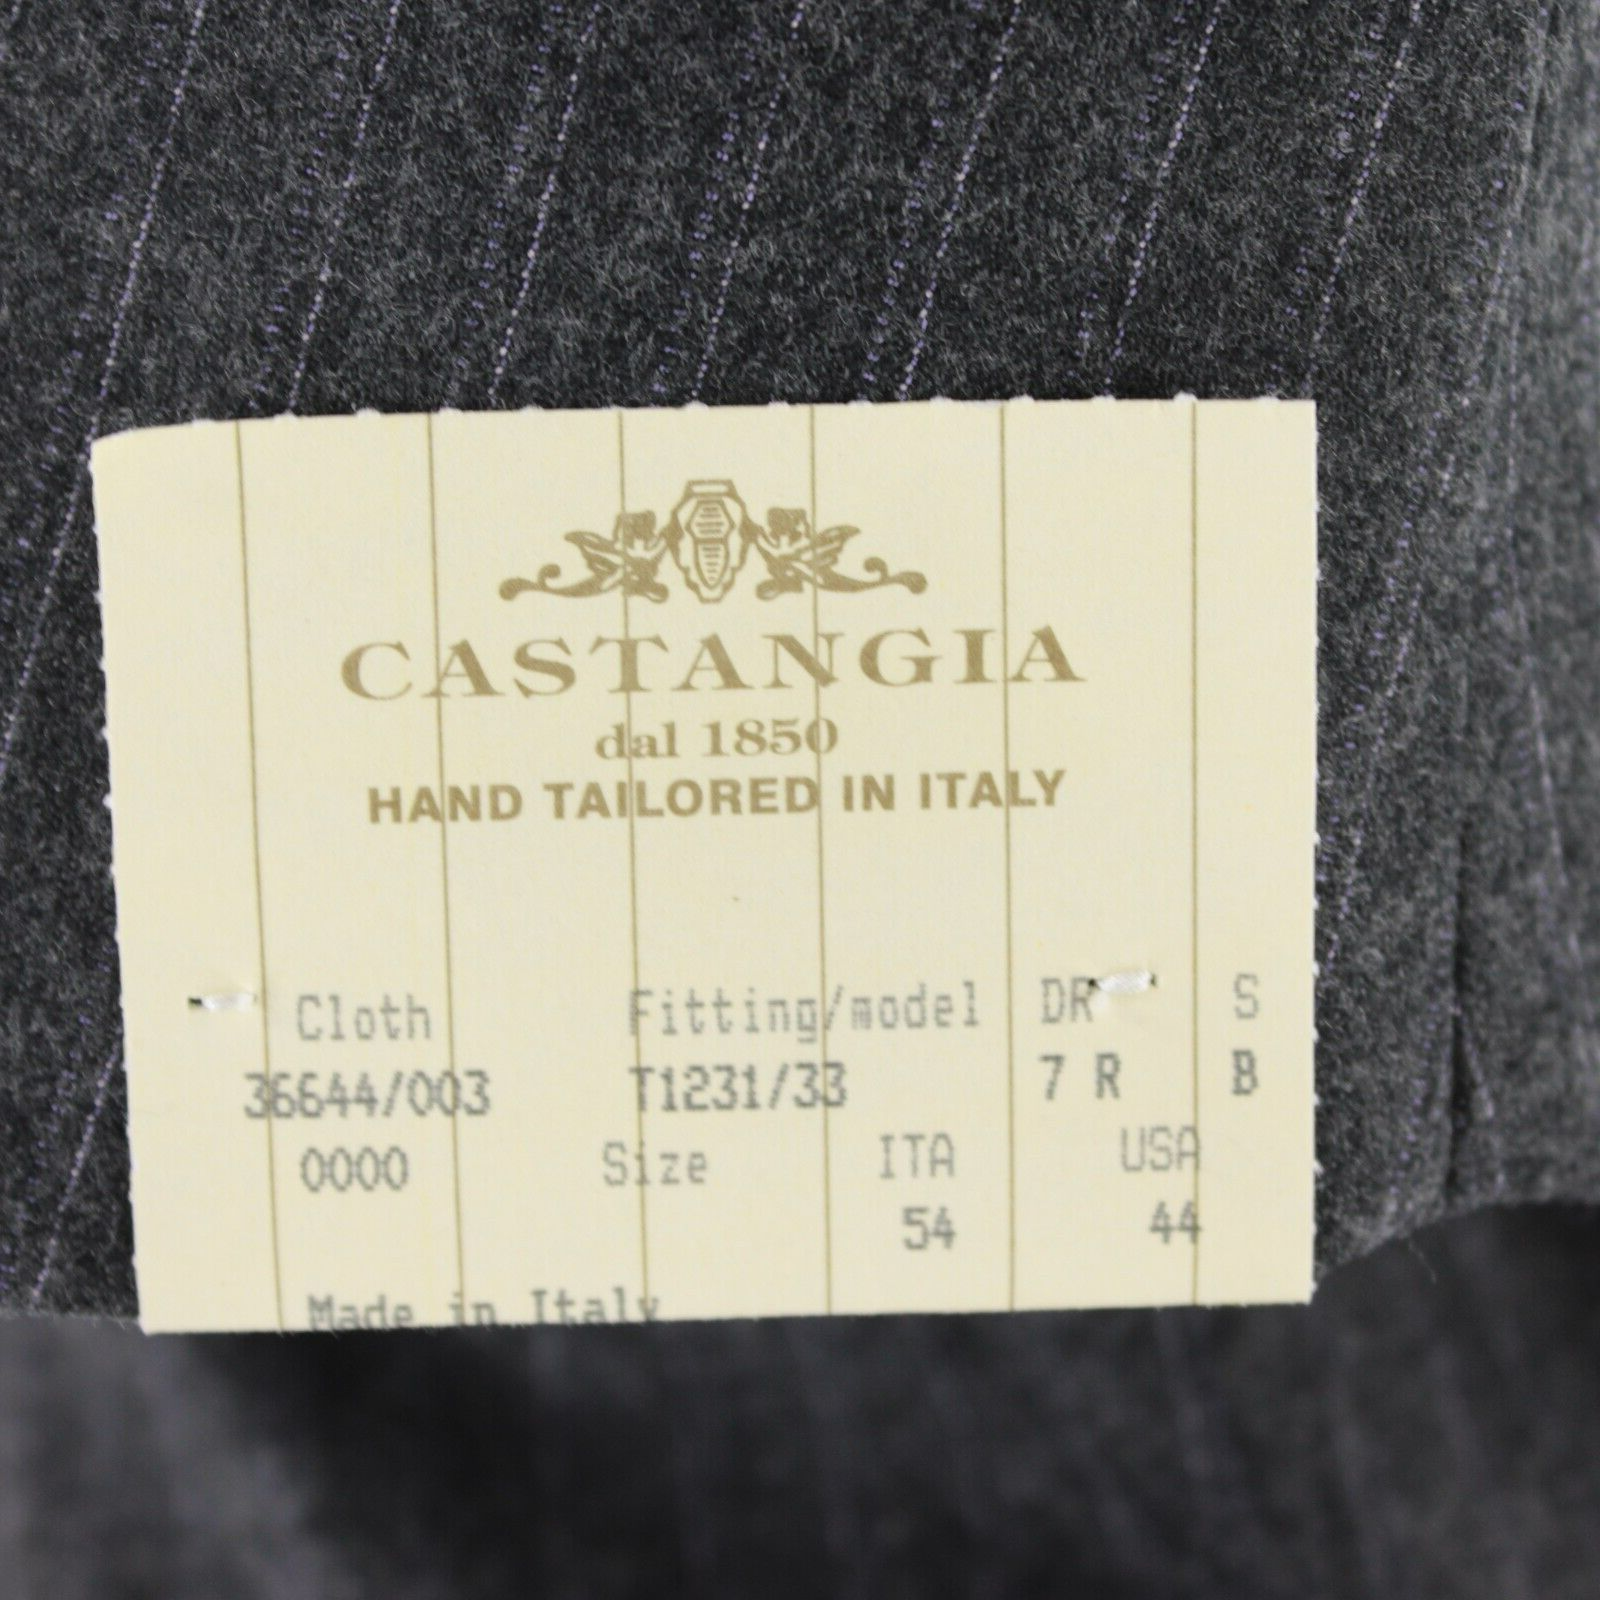 CASTANGIA
dal 1850
HAND TAILORED IN ITALY
Cloth Fitting/model DR S
36644/003 T1231/33 7 R B
0000 Size ITA USA
54 44
Made in Italy